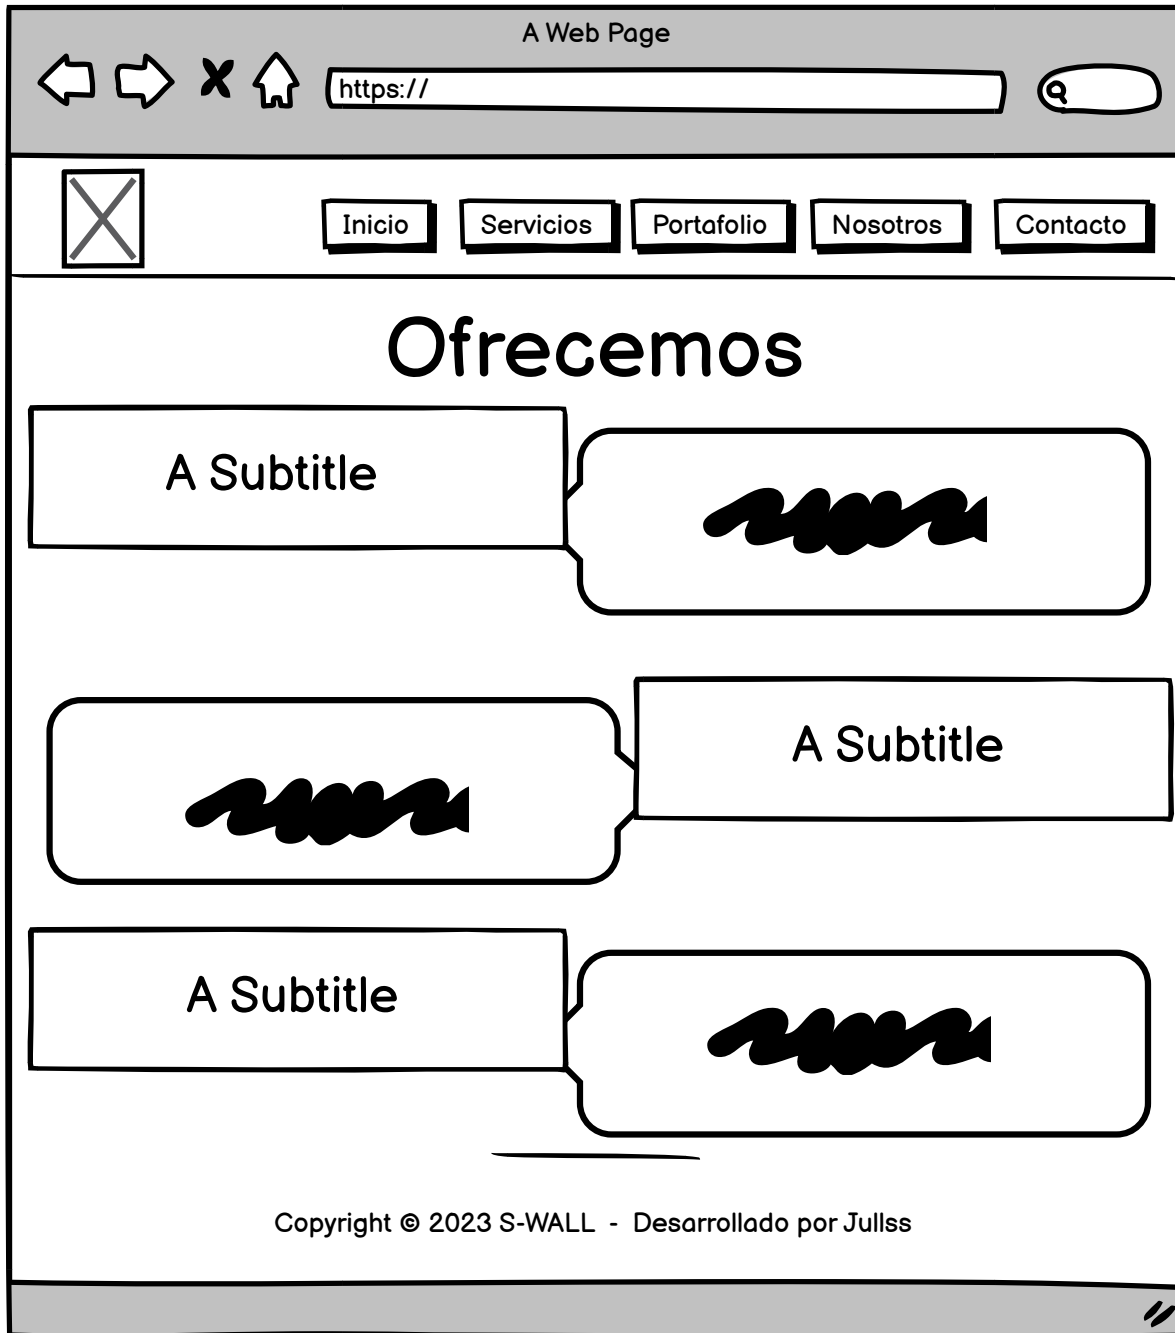 A Web Page
https://
Inicio Servicios Portafolio Nosotros Contacto
Ofrecemos
A Subtitle
A Subtitle
A Subtitle
Copyright © 2023 S-WALL - Desarrollado por Jullss